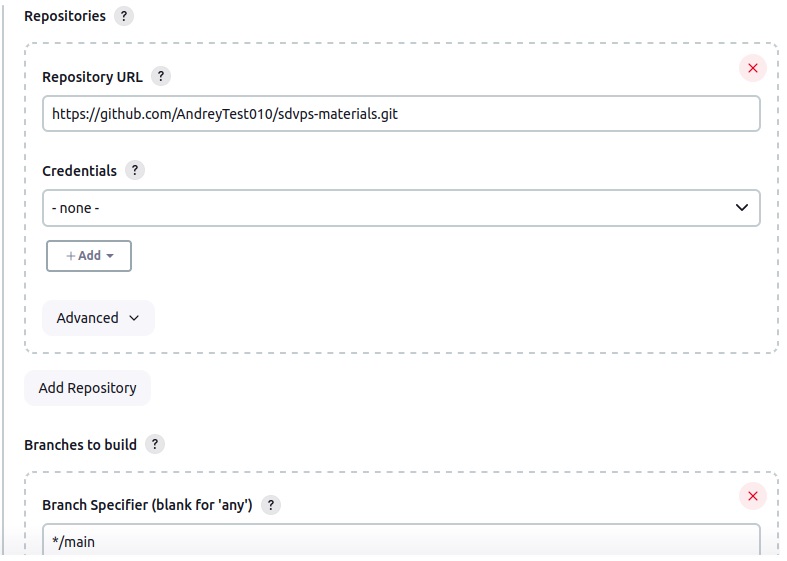 Repositories ?
Repository URL ?
https://github.com/AndreyTest010/sdvps-materials.git
Credentials ?
- none -
+ Add
Advanced
Add Repository
Branches to build ?
Branch Specifier (blank for 'any') ?
*/main